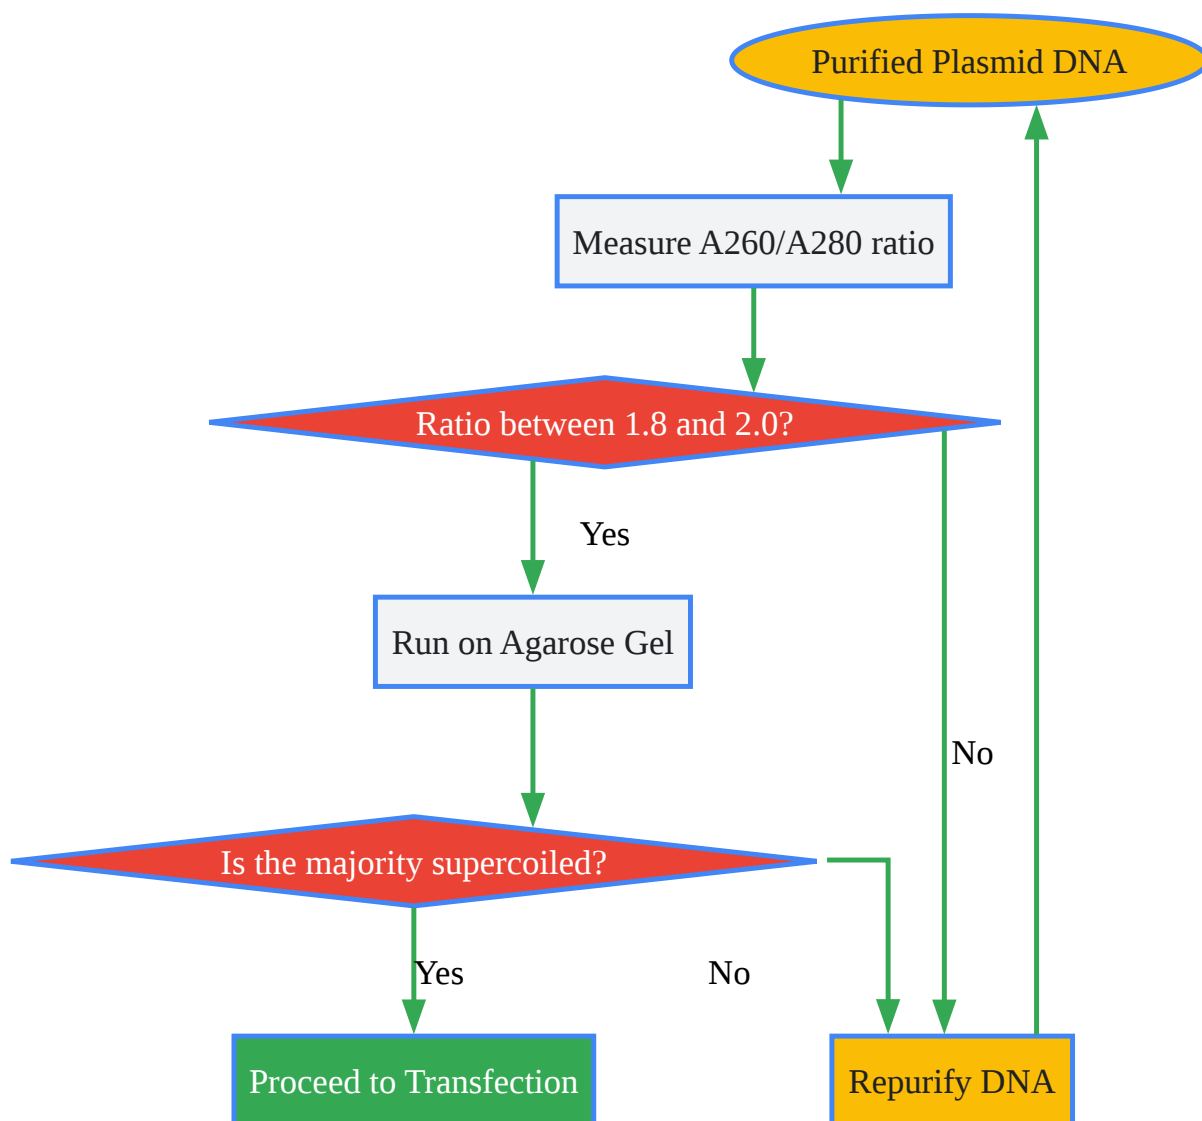 Purified Plasmid DNA
Measure A260/A280 ratio
Ratio between 1.8 and 2.0?
Yes
Run on Agarose Gel
No
Is the majority supercoiled?
Yes
No
Proceed to Transfection
Repurify DNA